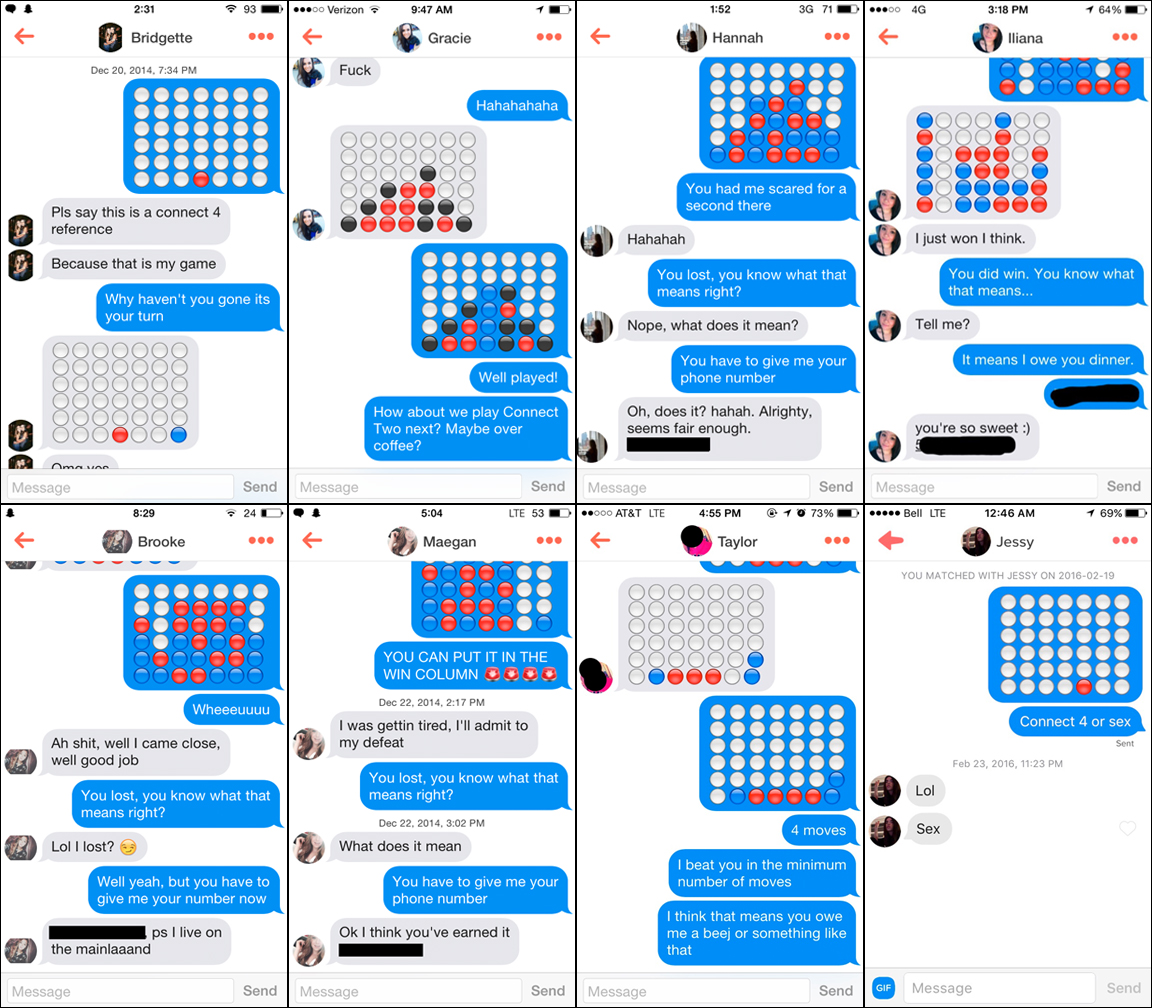 2:31
93
Bridgette
Dec 20, 2014, 7:34 PM
Pls say this is a connect 4
reference
Because that is my game
Why haven't you gone its
your turn
Omg yes
Message
Send
Verizon
9:47 AM
Gracie
Fuck
Hahahahaha
Well played!
How about we play Connect
Two next? Maybe over
coffee?
Message
Send
1:52
3G 71
Hannah
You had me scared for a
second there
Hahahah
You lost, you know what that
means right?
Nope, what does it mean?
You have to give me your
phone number
Oh, does it? hahah. Alrighty,
seems fair enough.
Message
Send
4G
3:18 PM
64%
Iliana
I just won I think.
You did win. You know what
that means...
Tell me?
It means I owe you dinner.
you're so sweet :)
Message
Send
8:29
24
Brooke
Wheeeuuuu
Ah shit, well I came close,
well good job
You lost, you know what that
means right?
Lol I lost? 😏
Well yeah, but you have to
give me your number now
, ps I live on
the mainlaaand
Message
Send
5:04
LTE 53
Maegan
YOU CAN PUT IT IN THE
WIN COLUMN 🚨🚨🚨🚨
Dec 22, 2014, 2:17 PM
I was gettin tired, I'll admit to
my defeat
You lost, you know what that
means right?
Dec 22, 2014, 3:02 PM
What does it mean
You have to give me your
phone number
Ok I think you've earned it
Message
Send
AT&T LTE
4:55 PM
73%
Taylor
4 moves
I beat you in the minimum
number of moves
I think that means you owe
me a beej or something like
that
Message
Send
Bell LTE
12:46 AM
69%
Jessy
YOU MATCHED WITH JESSY ON 2016-02-19
Connect 4 or sex
Sent
Feb 23, 2016, 11:23 PM
Lol
Sex
GIF
Message
Send